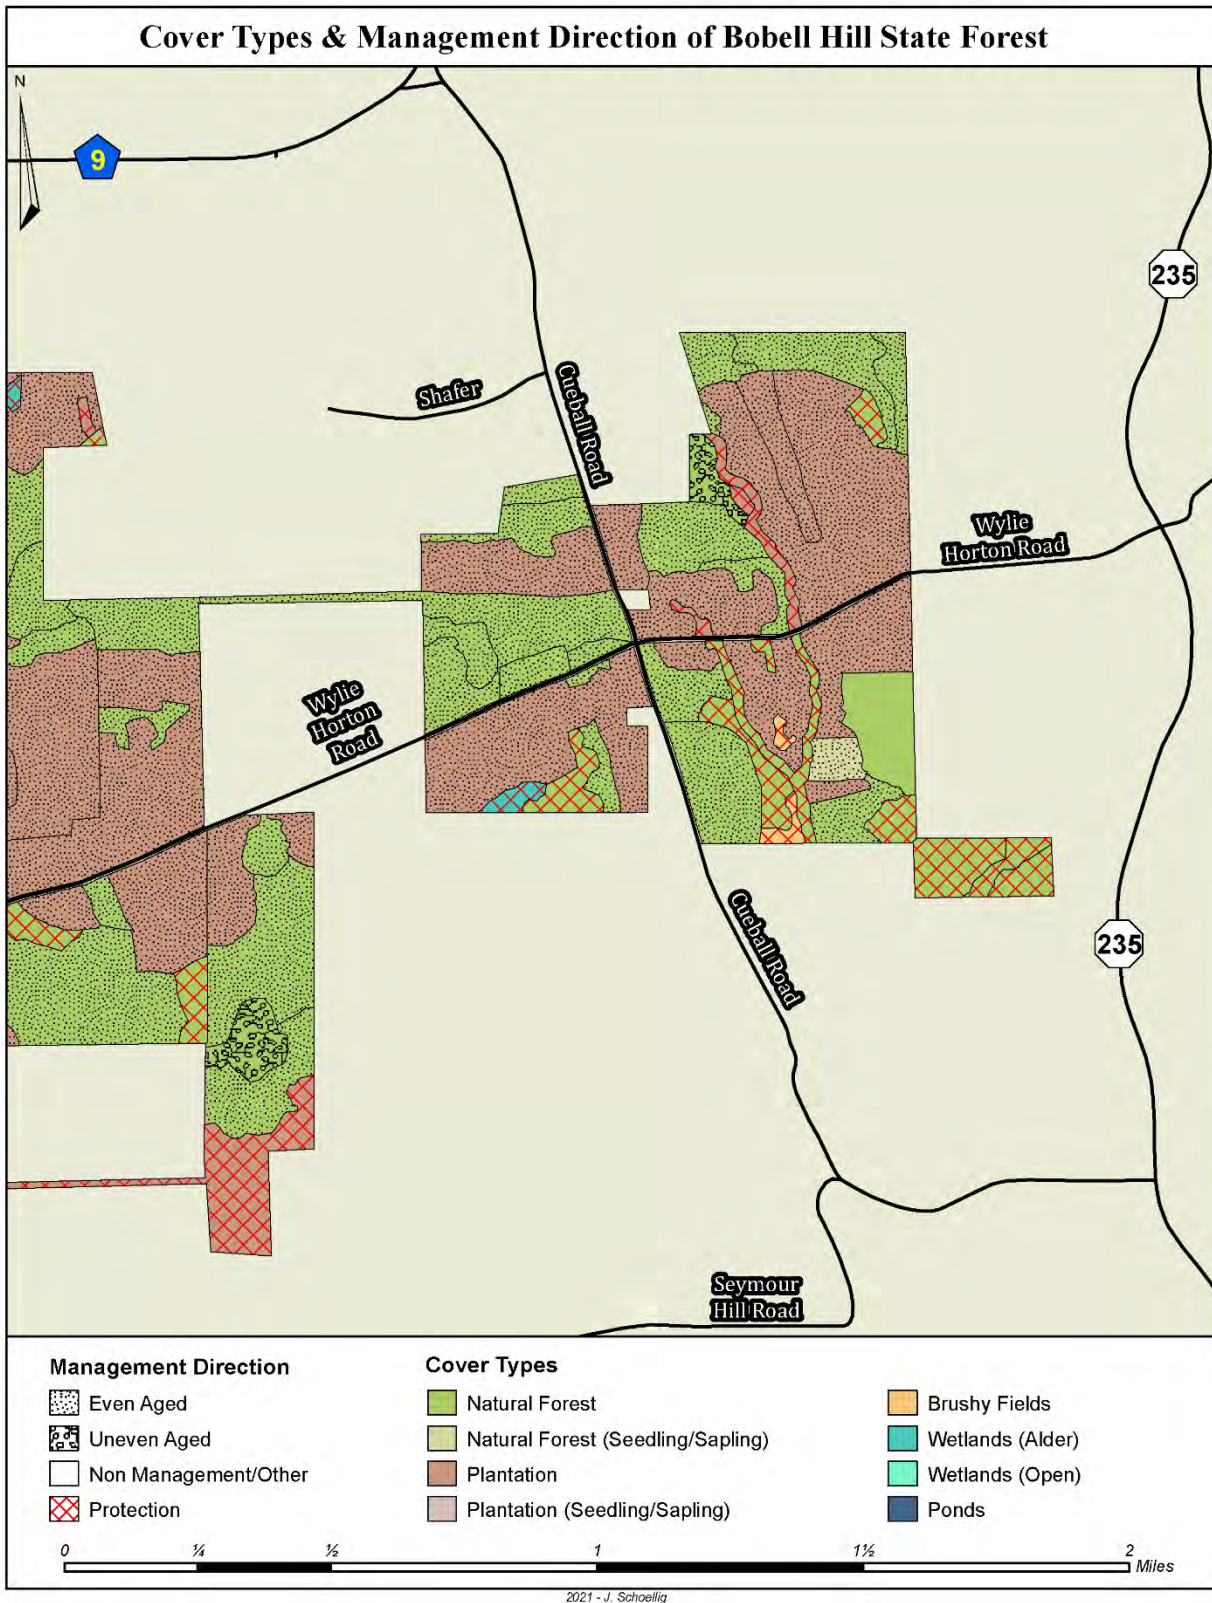 Cover Types & Management Direction of Bobell Hill State Forest
N
9
235
Shafer
Cueball Road
Wylie
Horton Road
Wylie
Horton
Road
235
Cueball Road
Seymour
Hill Road
Management Direction
Even Aged
Uneven Aged
Non Management/Other
Protection
Cover Types
Natural Forest
Natural Forest (Seedling/Sapling)
Plantation
Plantation (Seedling/Sapling)
Brushy Fields
Wetlands (Alder)
Wetlands (Open)
Ponds
0 ¼ ½ 1 1½ 2
Miles
2021 - J. Schoellig